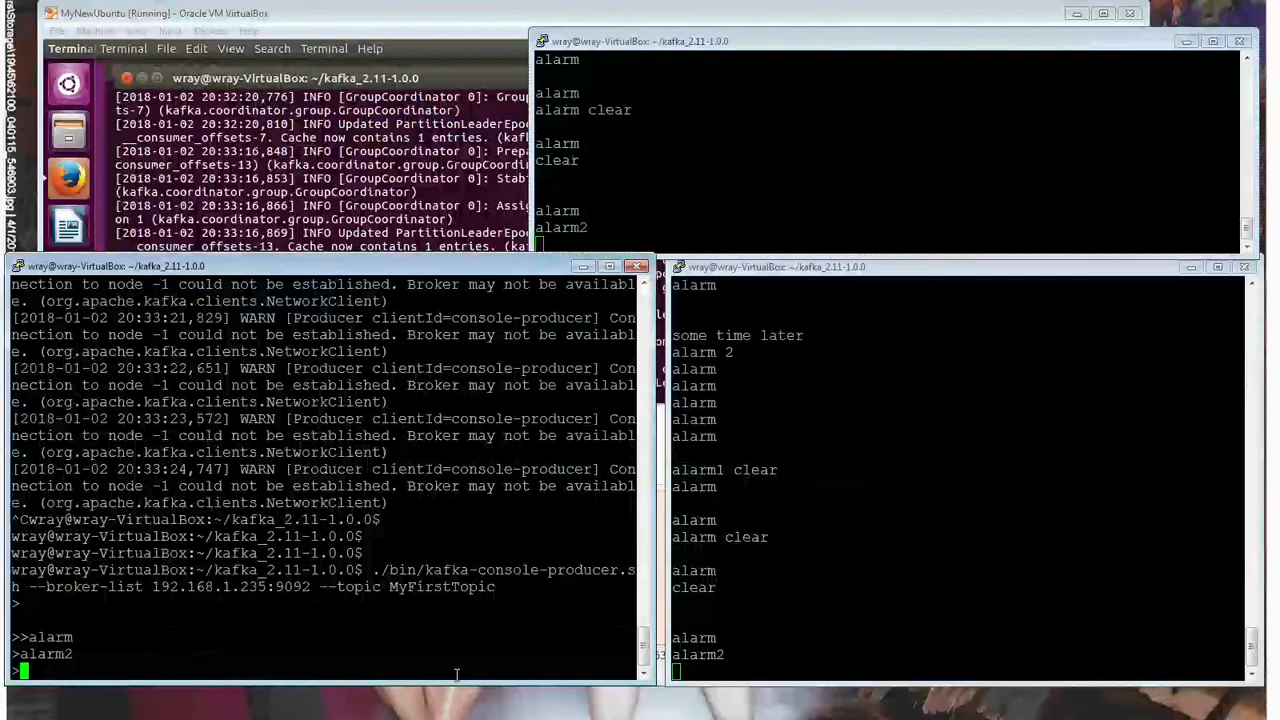 MyNewUbuntu [Running] - Oracle VM VirtualBox
File Machine View Input Devices Help
Terminal Terminal File Edit View Search Terminal Help
wray@wray-VirtualBox: ~/kafka_2.11-1.0.0
[2018-01-02 20:32:20,776] INFO [GroupCoordinator 0]: Grou
ts-7) (kafka.coordinator.group.GroupCoordinator)
[2018-01-02 20:32:20,810] INFO Updated PartitionLeaderEpoc
__consumer_offsets-7. Cache now contains 1 entries. (kafk
[2018-01-02 20:33:16,848] INFO [GroupCoordinator 0]: Prep
consumer_offsets-13) (kafka.coordinator.group.GroupCoordi
[2018-01-02 20:33:16,853] INFO [GroupCoordinator 0]: Stab
(kafka.coordinator.group.GroupCoordinator)
[2018-01-02 20:33:16,866] INFO [GroupCoordinator 0]: Assig
on 1 (kafka.coordinator.group.GroupCoordinator)
[2018-01-02 20:33:16,869] INFO Updated PartitionLeaderEpoc
consumer offsets-13. Cache now contains 1 entries. (kaf
wray@wray-VirtualBox: ~/kafka_2.11-1.0.0
alarm
alarm
alarm clear
alarm
clear
alarm
alarm2
wray@wray-VirtualBox: ~/kafka_2.11-1.0.0
nection to node -1 could not be established. Broker may not be availabl
e. (org.apache.kafka.clients.NetworkClient)
[2018-01-02 20:33:21,829] WARN [Producer clientId=console-producer] Con
nection to node -1 could not be established. Broker may not be availabl
e. (org.apache.kafka.clients.NetworkClient)
[2018-01-02 20:33:22,651] WARN [Producer clientId=console-producer] Con
nection to node -1 could not be established. Broker may not be availabl
e. (org.apache.kafka.clients.NetworkClient)
[2018-01-02 20:33:23,572] WARN [Producer clientId=console-producer] Con
nection to node -1 could not be established. Broker may not be availabl
e. (org.apache.kafka.clients.NetworkClient)
[2018-01-02 20:33:24,747] WARN [Producer clientId=console-producer] Con
nection to node -1 could not be established. Broker may not be availabl
e. (org.apache.kafka.clients.NetworkClient)
^Cwray@wray-VirtualBox:~/kafka_2.11-1.0.0$
wray@wray-VirtualBox:~/kafka_2.11-1.0.0$
wray@wray-VirtualBox:~/kafka_2.11-1.0.0$
wray@wray-VirtualBox:~/kafka_2.11-1.0.0$ ./bin/kafka-console-producer.s
h --broker-list 192.168.1.235:9092 --topic MyFirstTopic
>
>>alarm
>alarm2
>
wray@wray-VirtualBox: ~/kafka_2.11-1.0.0
alarm
some time later
alarm 2
alarm
alarm
alarm
alarm
alarm
alarm1 clear
alarm
alarm
alarm clear
alarm
clear
alarm
alarm2